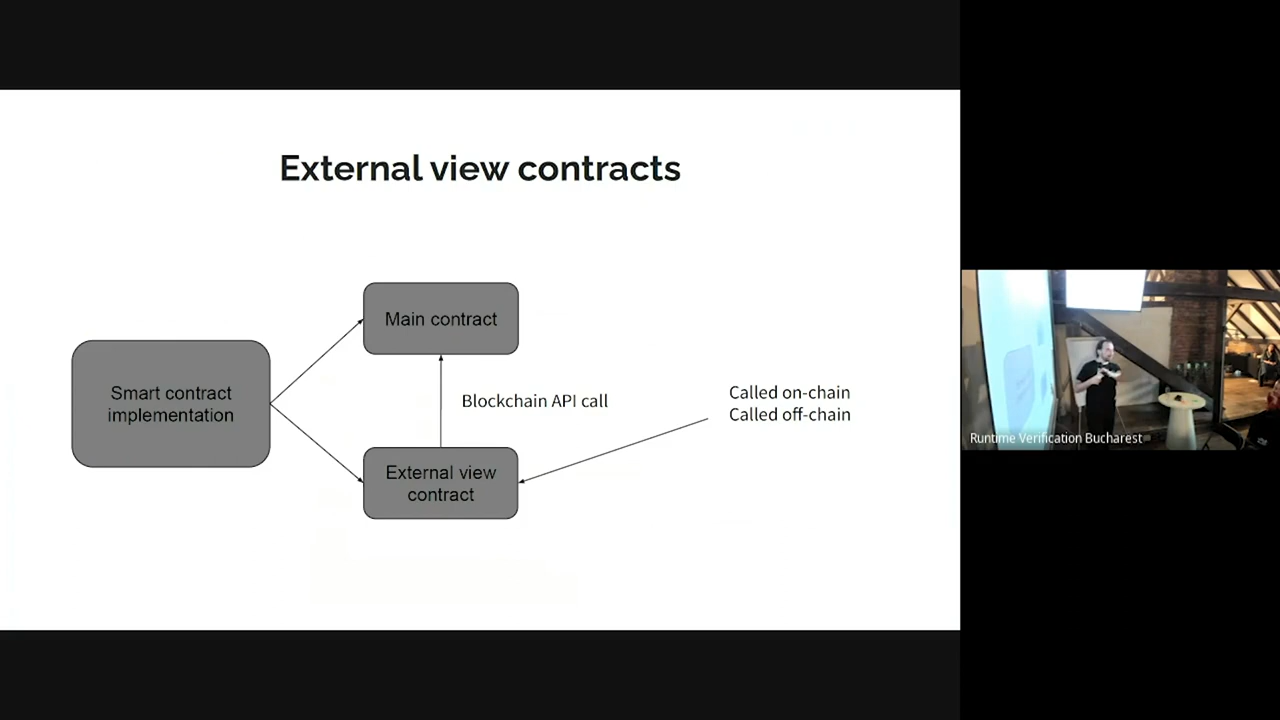 External view contracts
Main contract
Smart contract
implementation
Blockchain API call
Called on-chain
Called off-chain
External view
contract
Runtime Verification Bucharest